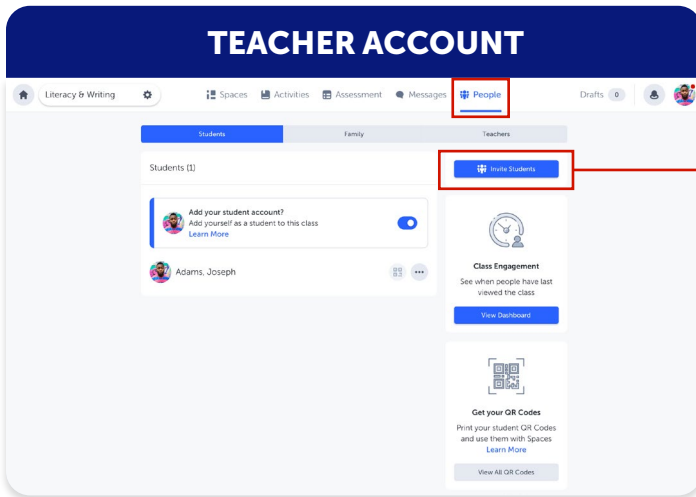 TEACHER ACCOUNT
Literacy & Writing
Spaces
Activities
Assessment
Messages
People
Drafts 0
Students
Family
Teachers
Students (1)
Invite Students
Add your student account?
Add yourself as a student to this class
Learn More
Adams, Joseph
Class Engagement
See when people have last
viewed the class
View Dashboard
Get your QR Codes
Print your student QR Codes
and use them with Spaces
Learn More
View All QR Codes